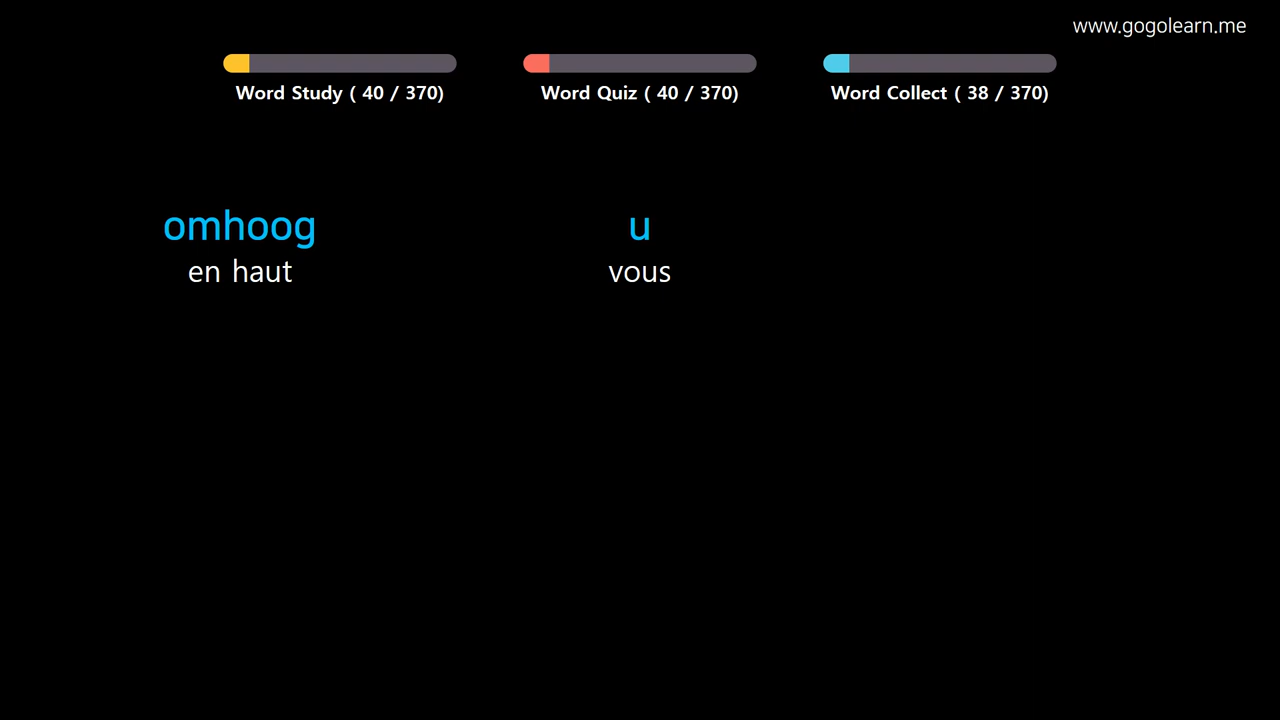 www.gogolearn.me
Word Study ( 40 / 370)
Word Quiz ( 40 / 370)
Word Collect ( 38 / 370)
omhoog
en haut
u
vous